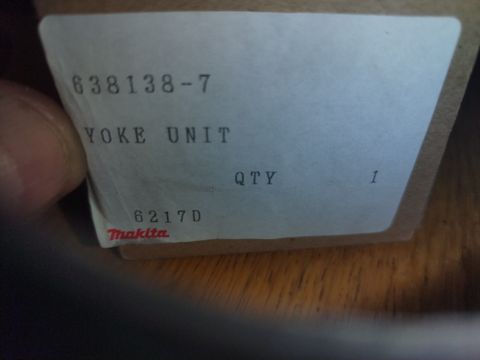 638138-7
YOKE UNIT
QTY 1
6217D
makita